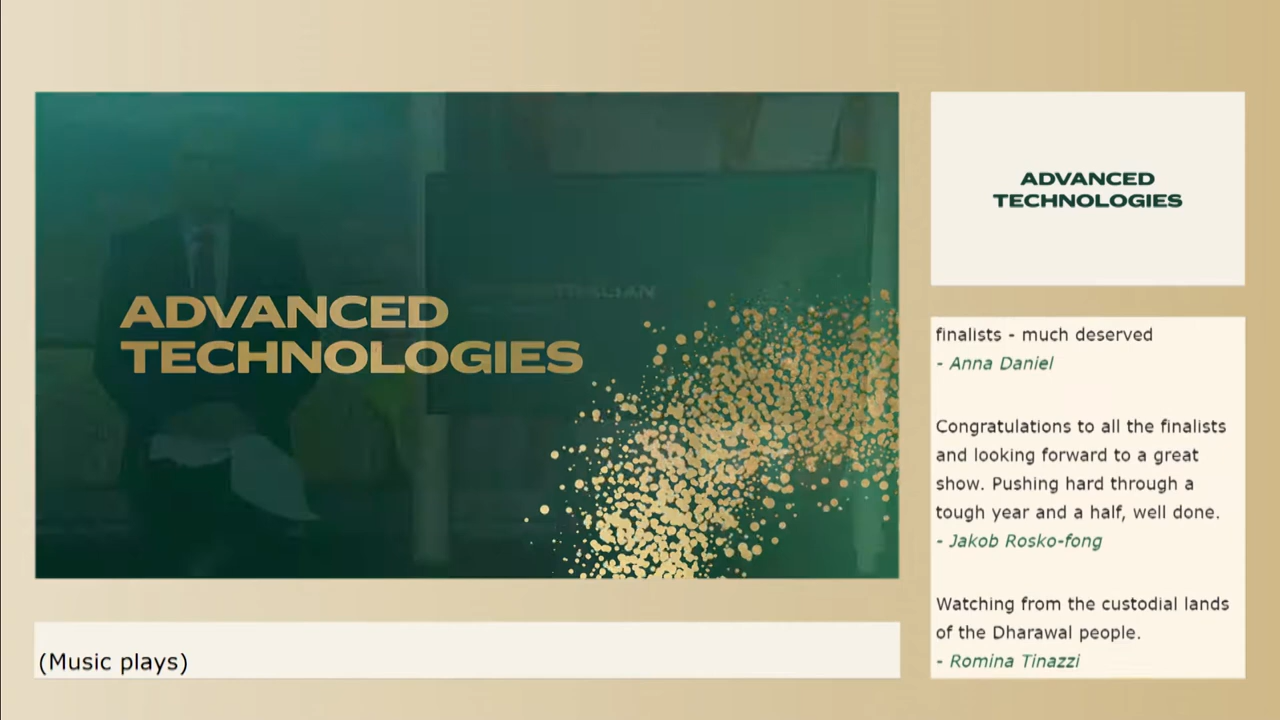 ADVANCED
TECHNOLOGIES
(Music plays)
ADVANCED
TECHNOLOGIES
finalists - much deserved
- Anna Daniel
Congratulations to all the finalists
and looking forward to a great
show. Pushing hard through a
tough year and a half, well done.
- Jakob Rosko-fong
Watching from the custodial lands
of the Dharawal people.
- Romina Tinazzi